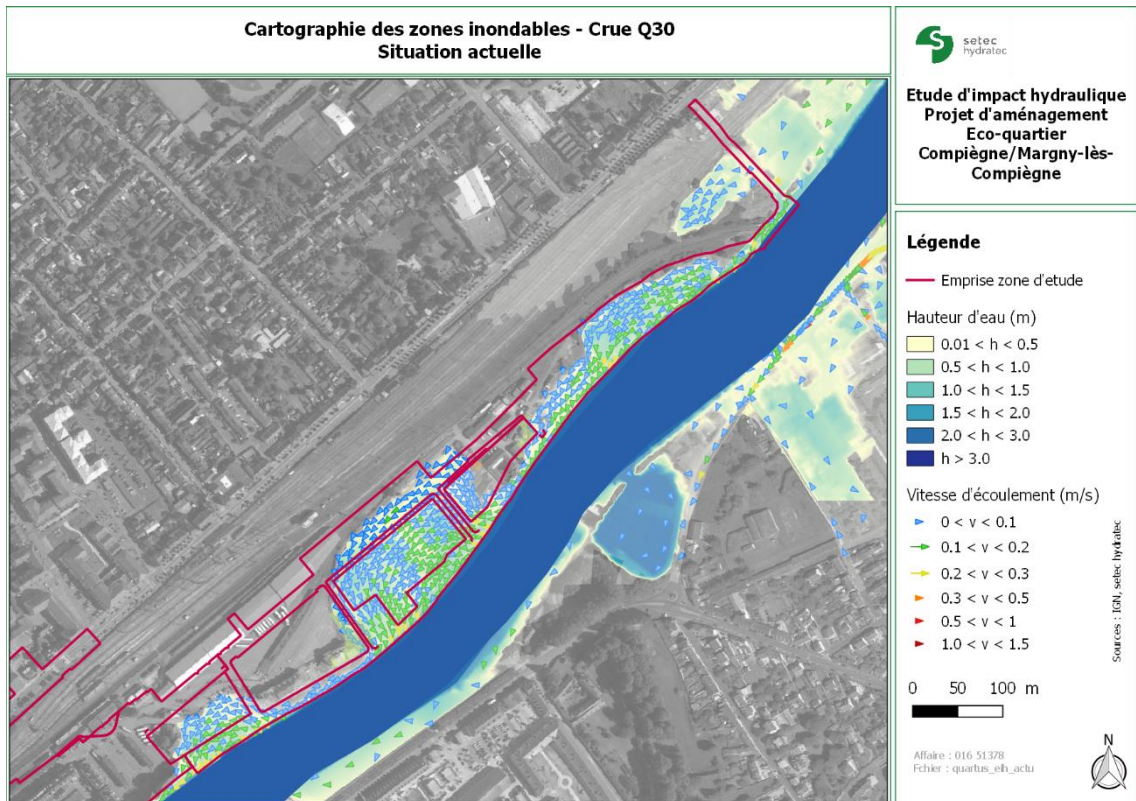 Cartographie des zones inondables - Crue Q30
Situation actuelle
setec
hydratec
Etude d'impact hydraulique
Projet d'aménagement
Eco-quartier
Compiègne/Margny-lès-
Compiègne
Légende
Emprise zone d'etude
Hauteur d'eau (m)
0.01 < h < 0.5
0.5 < h < 1.0
1.0 < h < 1.5
1.5 < h < 2.0
2.0 < h < 3.0
h > 3.0
Vitesse d'écoulement (m/s)
0 < v < 0.1
0.1 < v < 0.2
0.2 < v < 0.3
0.3 < v < 0.5
0.5 < v < 1
1.0 < v < 1.5
Sources : IGN, setec hydratec
0 50 100 m
Affaire : 016 51378
Fichier : quartus_eih_actu
N